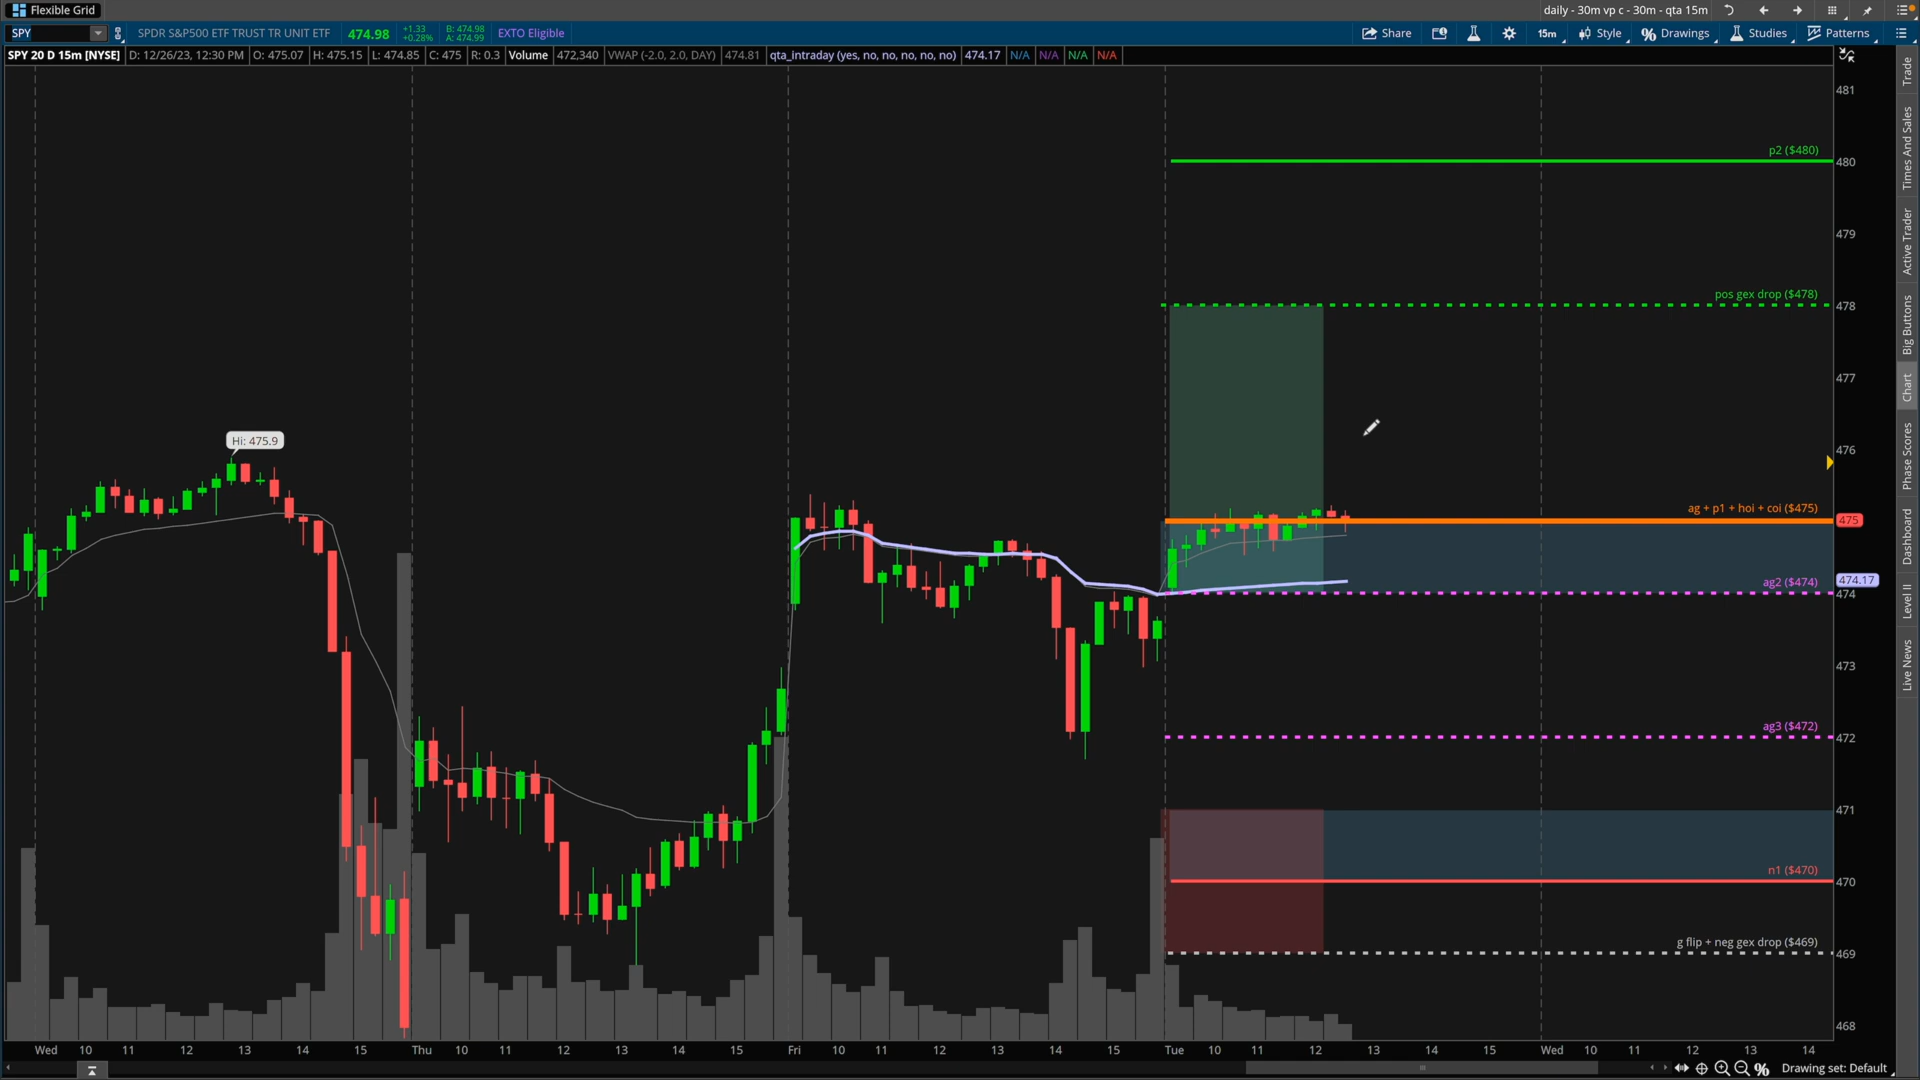 Flexible Grid
daily - 30m vp c - 30m - qta 15m
SPY
SPDR S&P500 ETF TRUST TR UNIT ETF
474.98
+1.33
+0.28%
B: 474.98
A: 474.99
EXTO Eligible
Share
15m
Style
Drawings
Studies
Patterns
SPY 20 D 15m [NYSE]
D: 12/26/23, 12:30 PM
O: 475.07
H: 475.15
L: 474.85
C: 475
R: 0.3
Volume
472,340
VWAP (-2.0, 2.0, DAY)
474.81
qta_intraday (yes, no, no, no, no, no)
474.17
N/A
N/A
N/A
N/A
481
p2 ($480)
480
479
pos gex drop ($478)
478
477
Hi: 475.9
476
ag + p1 + hoi + coi ($475)
475
ag2 ($474)
474.17
474
473
ag3 ($472)
472
471
n1 ($470)
470
g flip + neg gex drop ($469)
469
468
Wed 10 11 12 13 14 15 Thu 10 11 12 13 14 15 Fri 10 11 12 13 14 15 Tue 10 11 12 13 14 15 Wed 10 11 12 13 14
Drawing set: Default
Trade
Times And Sales
Active Trader
Big Buttons
Chart
Phase Scores
Dashboard
Level II
Live News